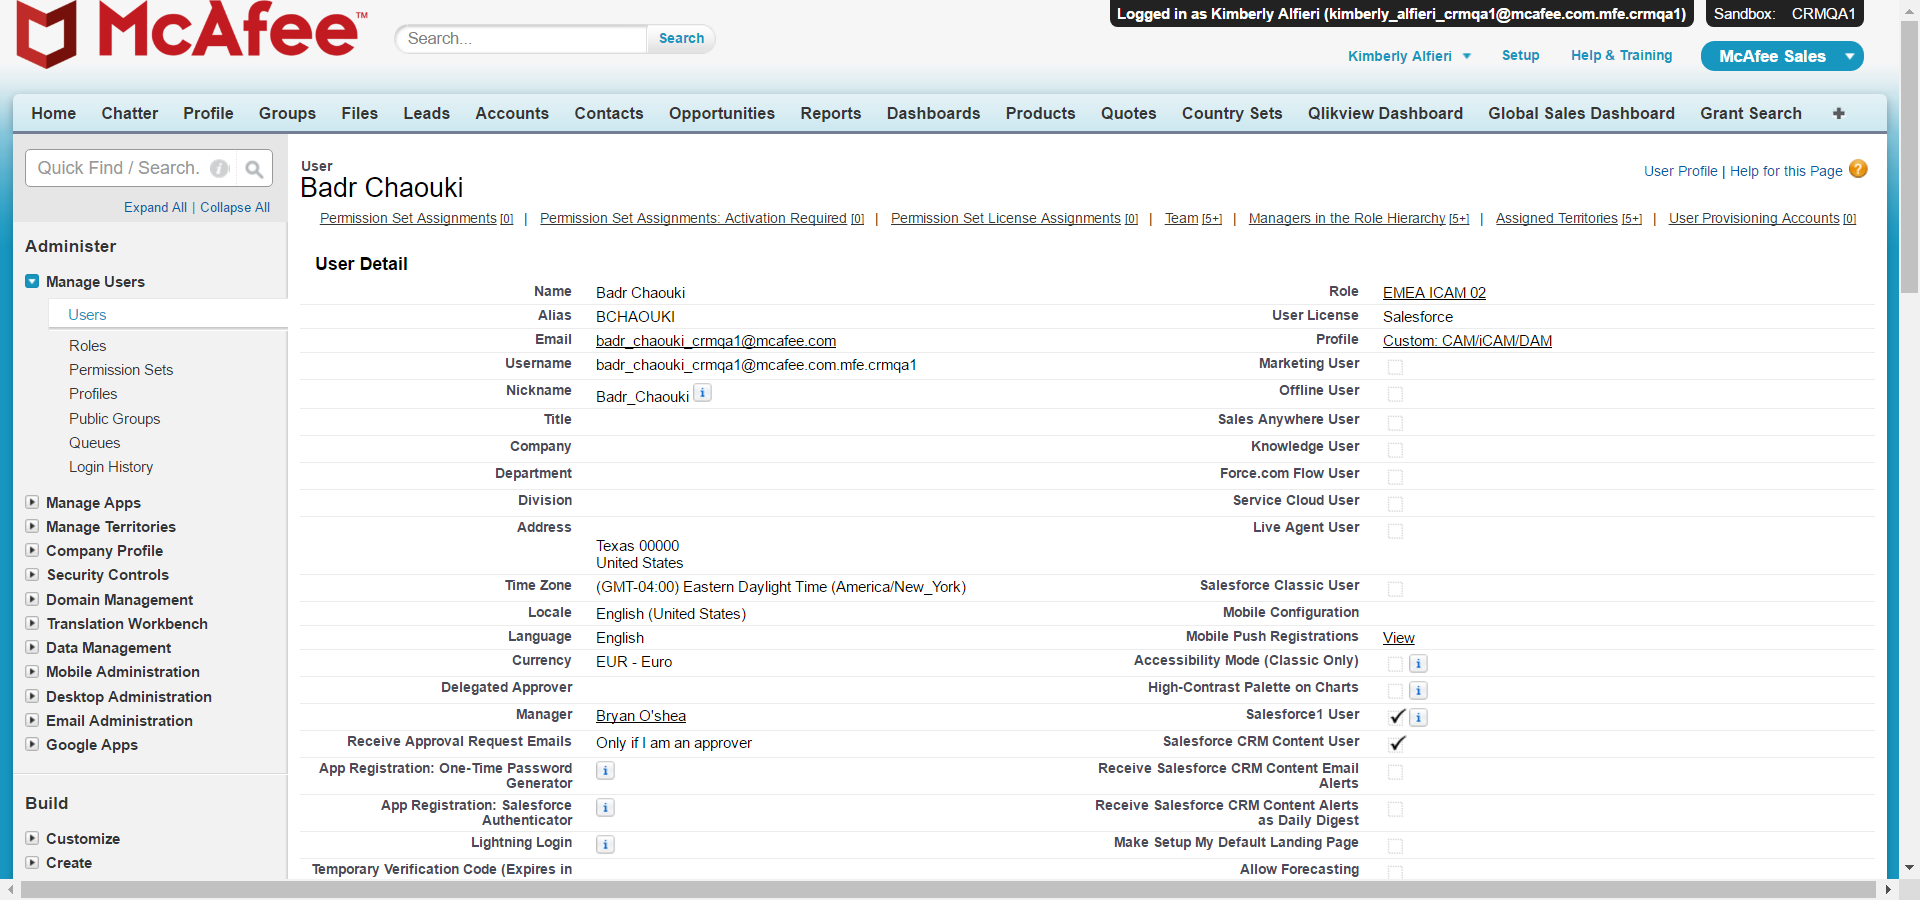 McAfee™
Search...
Search
Logged in as Kimberly Alfieri (kimberly_alfieri_crmqa1@mcafee.com.mfe.crmqa1)
Sandbox: CRMQA1
Kimberly Alfieri
Setup
Help & Training
McAfee Sales
Home Chatter Profile Groups Files Leads Accounts Contacts Opportunities Reports Dashboards Products Quotes Country Sets Qlikview Dashboard Global Sales Dashboard Grant Search +
Quick Find / Search.
Expand All | Collapse All
Administer
Manage Users
Users
Roles
Permission Sets
Profiles
Public Groups
Queues
Login History
Manage Apps
Manage Territories
Company Profile
Security Controls
Domain Management
Translation Workbench
Data Management
Mobile Administration
Desktop Administration
Email Administration
Google Apps
Build
Customize
Create
User
Badr Chaouki
User Profile | Help for this Page ?
Permission Set Assignments [0] | Permission Set Assignments: Activation Required [0] | Permission Set License Assignments [0] | Team [5+] | Managers in the Role Hierarchy [5+] | Assigned Territories [5+] | User Provisioning Accounts [0]
User Detail
Name Badr Chaouki Role EMEA ICAM 02
Alias BCHAOUKI User License Salesforce
Email badr_chaouki_crmqa1@mcafee.com Profile Custom: CAM/iCAM/DAM
Username badr_chaouki_crmqa1@mcafee.com.mfe.crmqa1 Marketing User
Nickname Badr_Chaouki i Offline User
Title Sales Anywhere User
Company Knowledge User
Department Force.com Flow User
Division Service Cloud User
Address Live Agent User
Texas 00000
United States
Time Zone (GMT-04:00) Eastern Daylight Time (America/New_York) Salesforce Classic User
Locale English (United States) Mobile Configuration
Language English Mobile Push Registrations View
Currency EUR - Euro Accessibility Mode (Classic Only) i
Delegated Approver High-Contrast Palette on Charts i
Manager Bryan O'shea Salesforce1 User i
Receive Approval Request Emails Only if I am an approver Salesforce CRM Content User
App Registration: One-Time Password i Receive Salesforce CRM Content Email
Generator Alerts
App Registration: Salesforce i Receive Salesforce CRM Content Alerts
Authenticator as Daily Digest
Lightning Login i Make Setup My Default Landing Page
Temporary Verification Code (Expires in Allow Forecasting